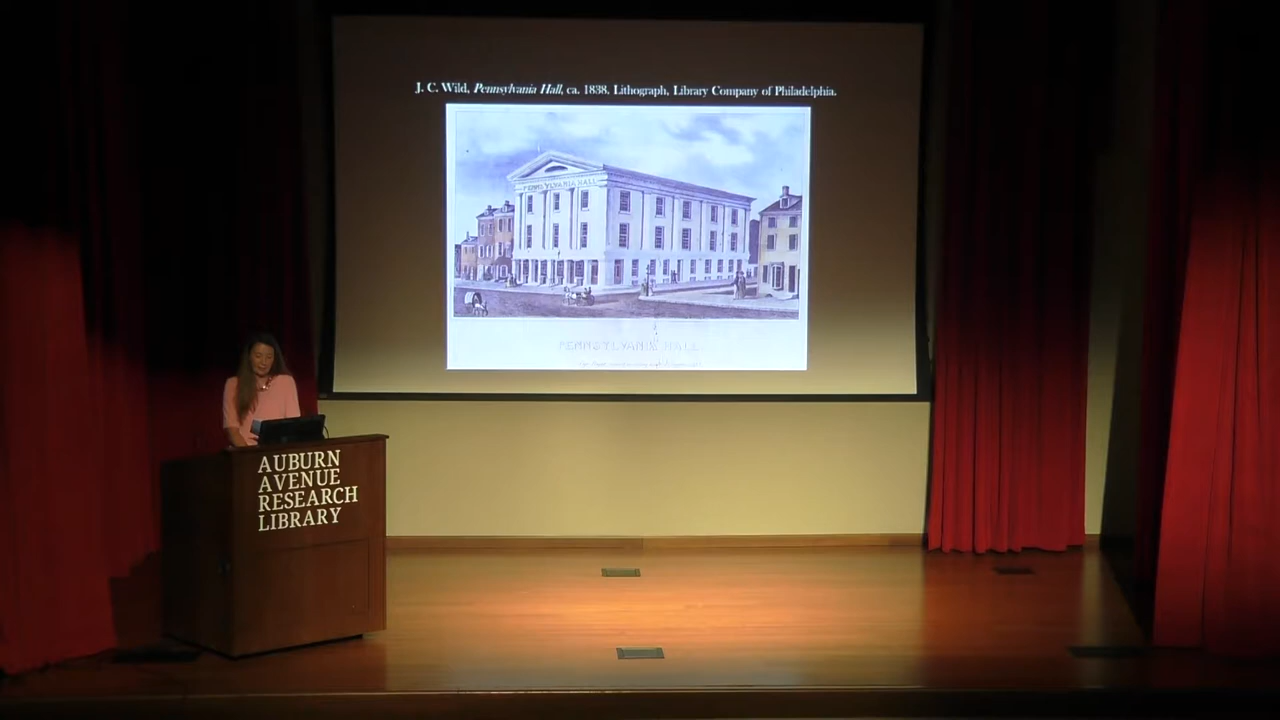 J. C. Wild, Pennsylvania Hall, ca. 1838. Lithograph, Library Company of Philadelphia.
PENNSYLVANIA HALL
PENNSYLVANIA HALL
AUBURN
AVENUE
RESEARCH
LIBRARY